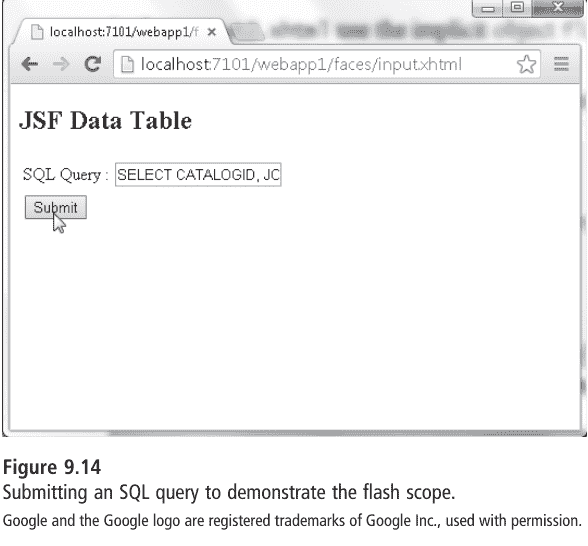 localhost:7101/webapp1/f
localhost:7101/webapp1/faces/input.xhtml
JSF Data Table
SQL Query : SELECT CATALOGID, JO
Submit
Figure 9.14
Submitting an SQL query to demonstrate the flash scope.
Google and the Google logo are registered trademarks of Google Inc., used with permission.